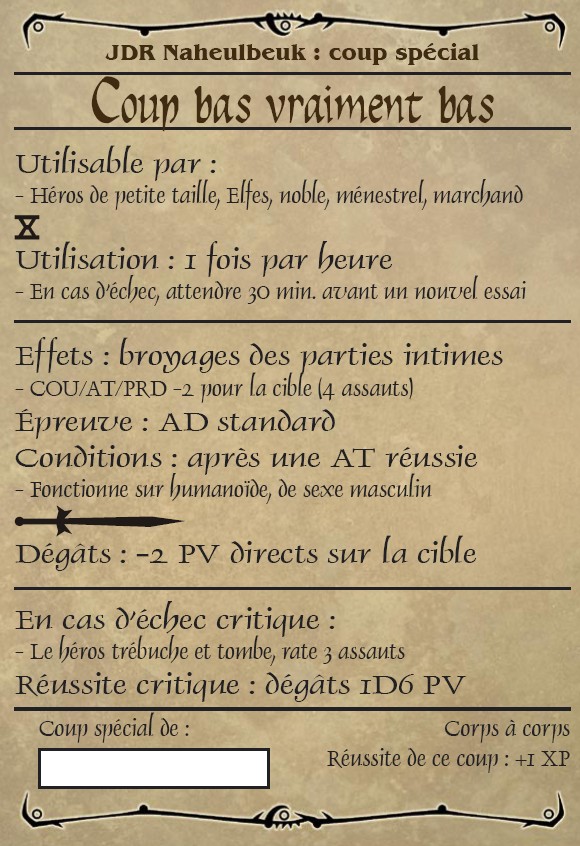 JDR Naheulbeuk : coup spécial
Coup bas vraiment bas
Utilisable par :
- Héros de petite taille, Elfes, noble, ménestrel, marchand
Utilisation : 1 fois par heure
- En cas d'échec, attendre 30 min. avant un nouvel essai
Effets : broyages des parties intimes
- COU/AT/PRD -2 pour la cible (4 assauts)
Épreuve : AD standard
Conditions : après une AT réussie
- Fonctionne sur humanoïde, de sexe masculin
Dégâts : -2 PV directs sur la cible
En cas d'échec critique :
- Le héros trébuche et tombe, rate 3 assauts
Réussite critique : dégâts 1D6 PV
Coup spécial de :
Corps à corps
Réussite de ce coup : +1 XP